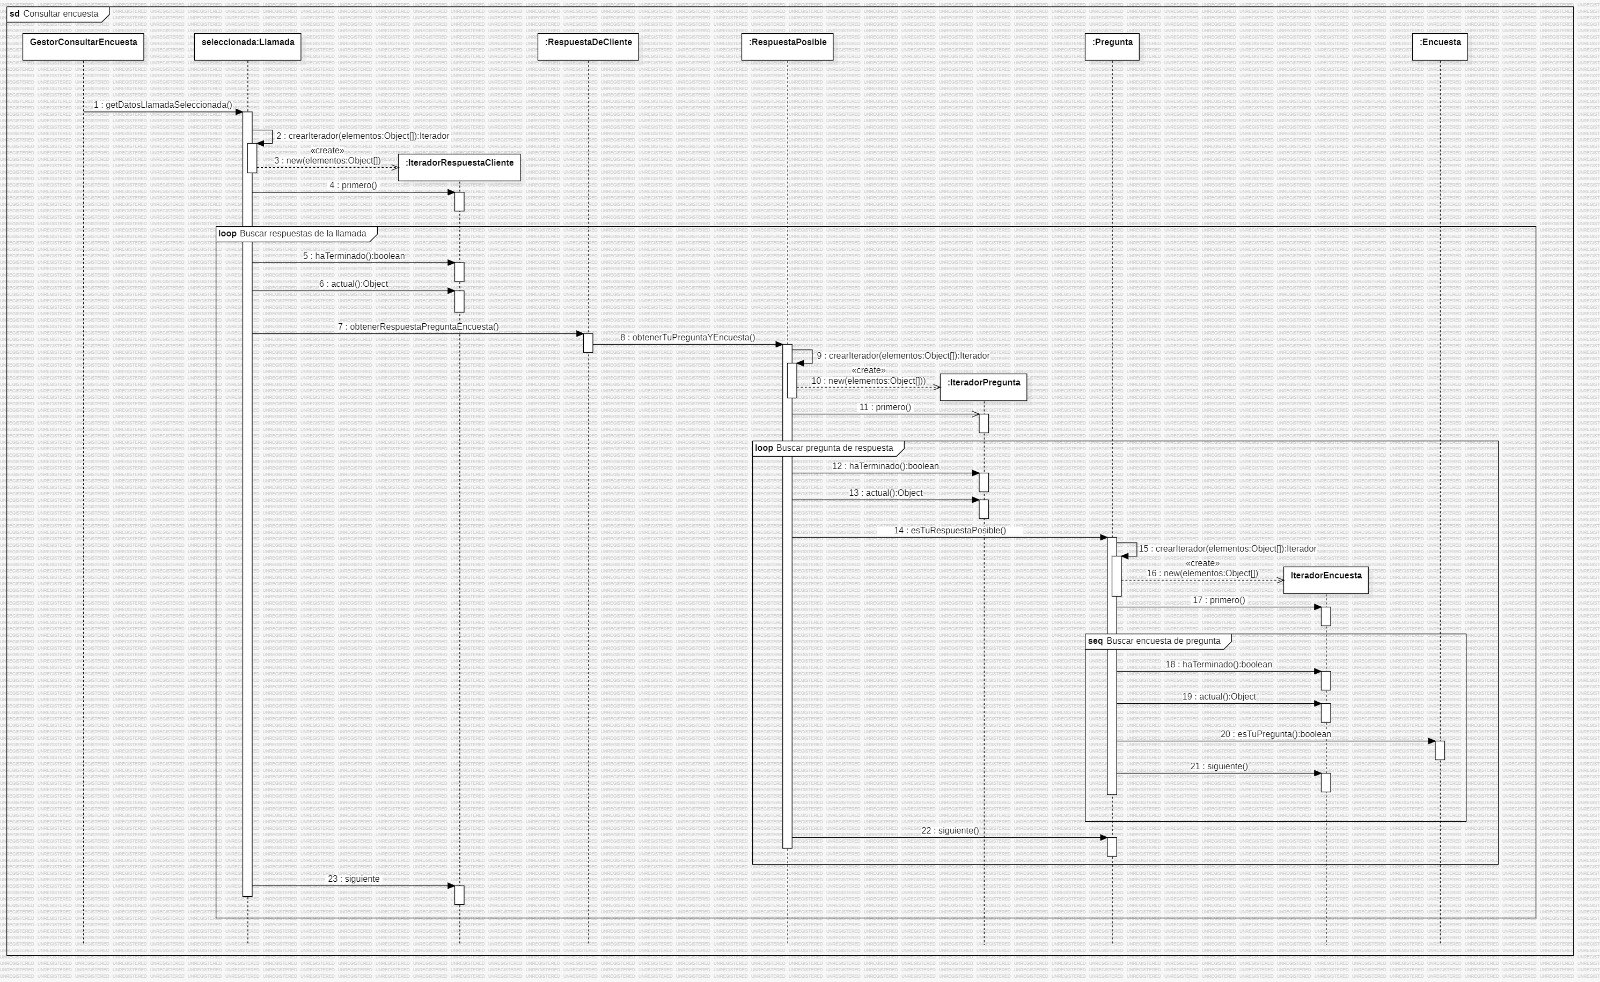 sd Consultar encuesta
GestorConsultarEncuesta
seleccionada:Llamada
:RespuestaDeCliente
:RespuestaPosible
:Pregunta
:Encuesta
1 : getDatosLlamadaSeleccionada()
2 : crearIterador(elementos:Object[]):Iterador
«create»
3 : new(elementos:Object[])
:IteradorRespuestaCliente
4 : primero()
loop Buscar respuestas de la llamada
5 : haTerminado():boolean
6 : actual():Object
7 : obtenerRespuestaPreguntaEncuesta()
8 : obtenerTuPreguntaYEncuesta()
9 : crearIterador(elementos:Object[]):Iterador
«create»
10 : new(elementos:Object[]))
:IteradorPregunta
11 : primero()
loop Buscar pregunta de respuesta
12 : haTerminado():boolean
13 : actual():Object
14 : esTuRespuestaPosible()
15 : crearIterador(elementos:Object[]):Iterador
«create»
16 : new(elementos:Object[])
IteradorEncuesta
17 : primero()
seq Buscar encuesta de pregunta
18 : haTerminado():boolean
19 : actual():Object
20 : esTuPregunta():boolean
21 : siguiente()
22 : siguiente()
23 : siguiente